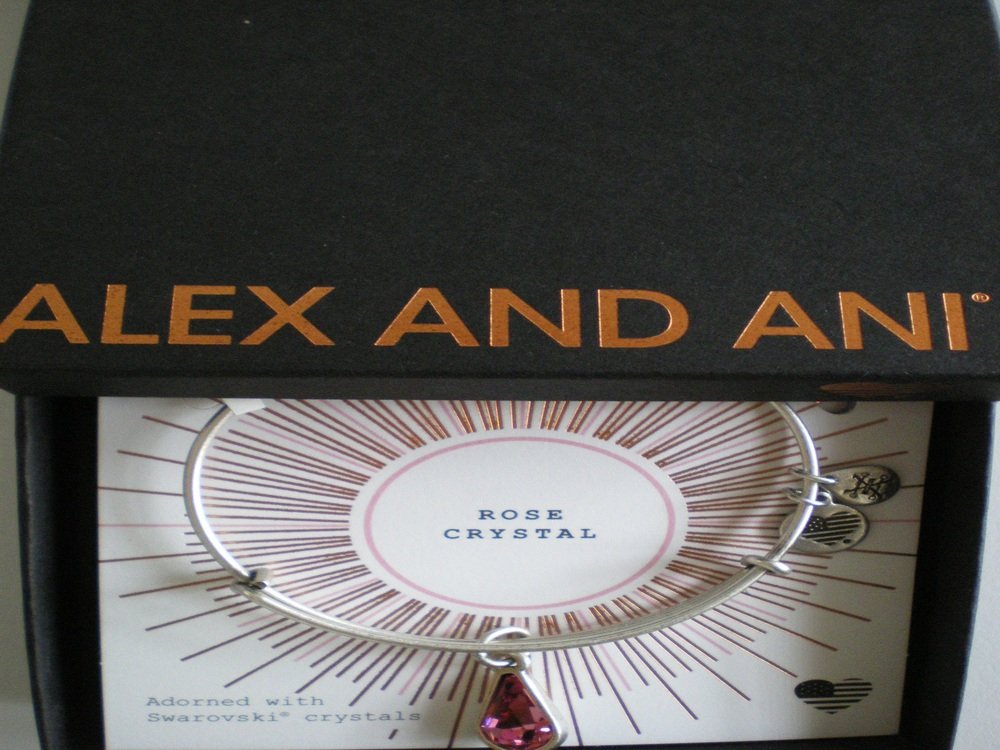 ALEX AND ANI®
ROSE
CRYSTAL
Adorned with
Swarovski® crystals